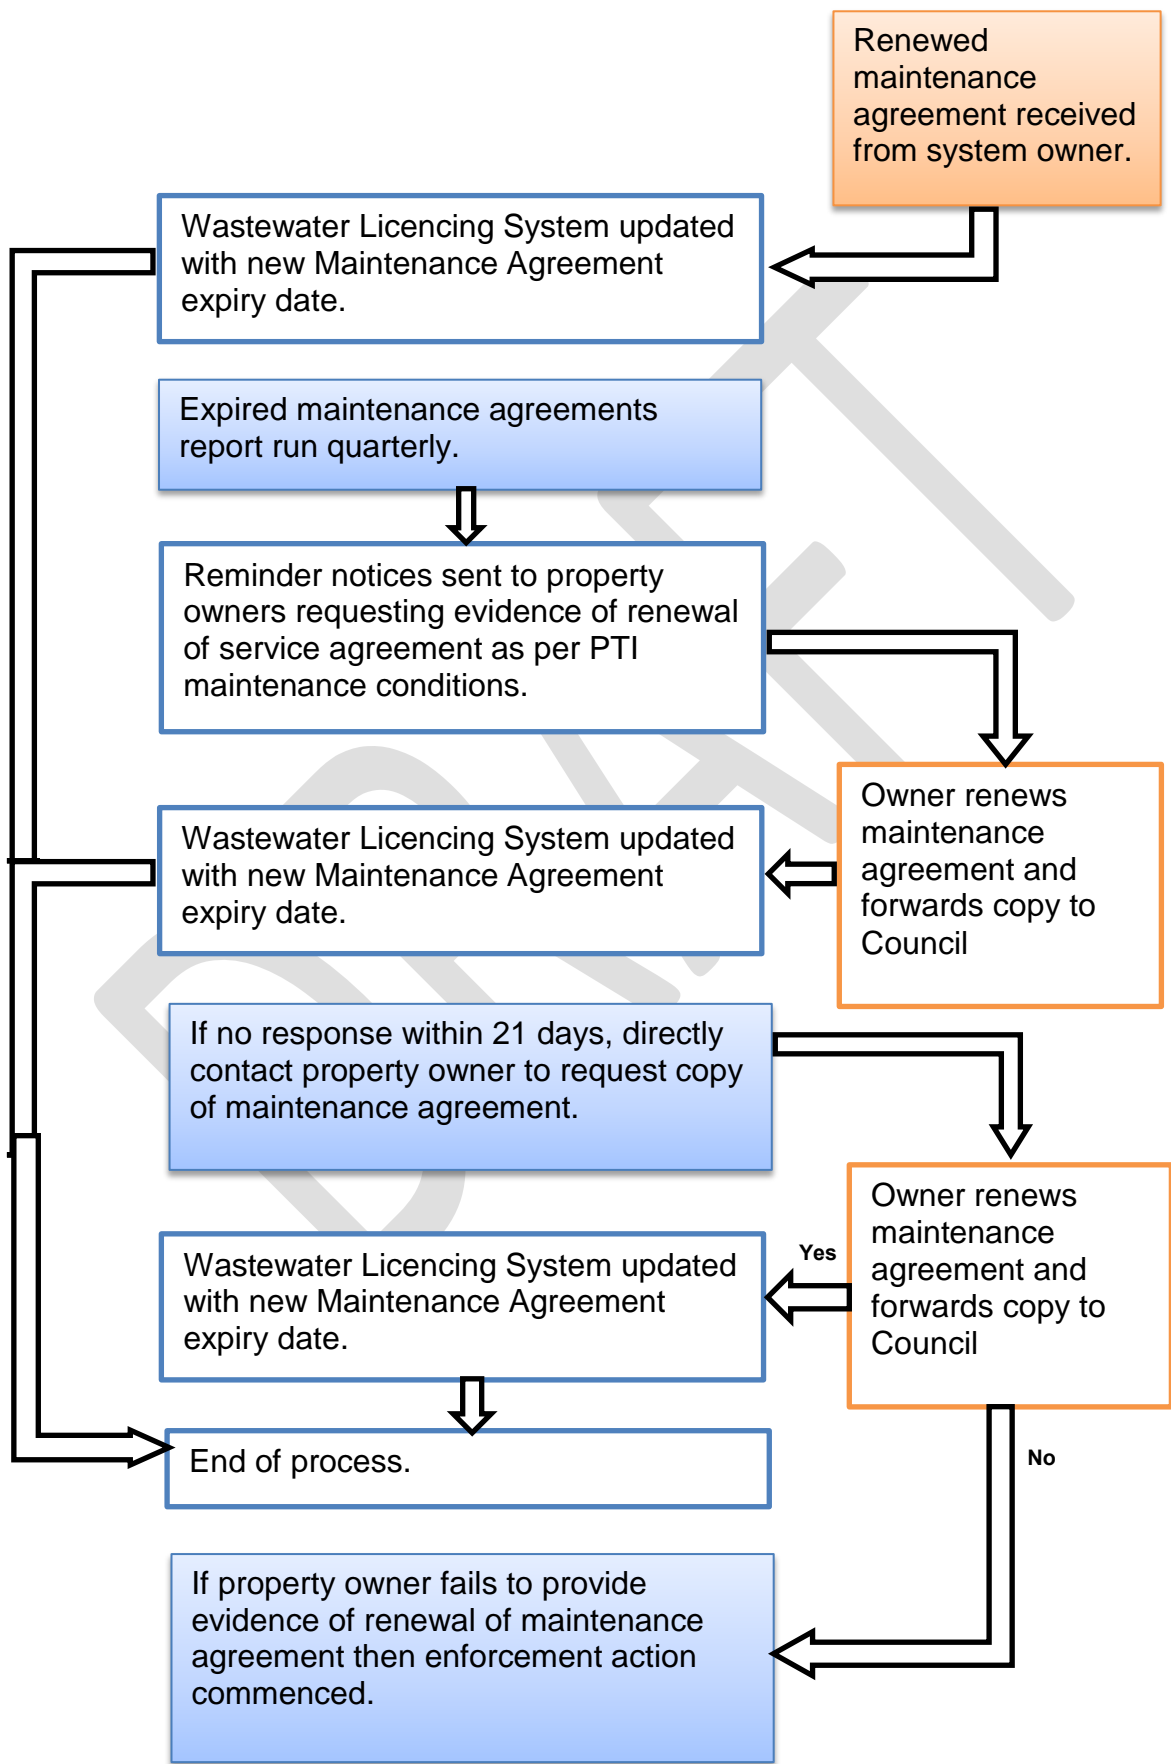 Renewed
maintenance
agreement received
from system owner.
Wastewater Licencing System updated
with new Maintenance Agreement
expiry date.
Expired maintenance agreements
report run quarterly.
Reminder notices sent to property
owners requesting evidence of renewal
of service agreement as per PTI
maintenance conditions.
Owner renews
maintenance
agreement and
forwards copy to
Council
Wastewater Licencing System updated
with new Maintenance Agreement
expiry date.
If no response within 21 days, directly
contact property owner to request copy
of maintenance agreement.
Owner renews
maintenance
agreement and
forwards copy to
Council
Yes
Wastewater Licencing System updated
with new Maintenance Agreement
expiry date.
End of process.
No
If property owner fails to provide
evidence of renewal of maintenance
agreement then enforcement action
commenced.
DRAFT